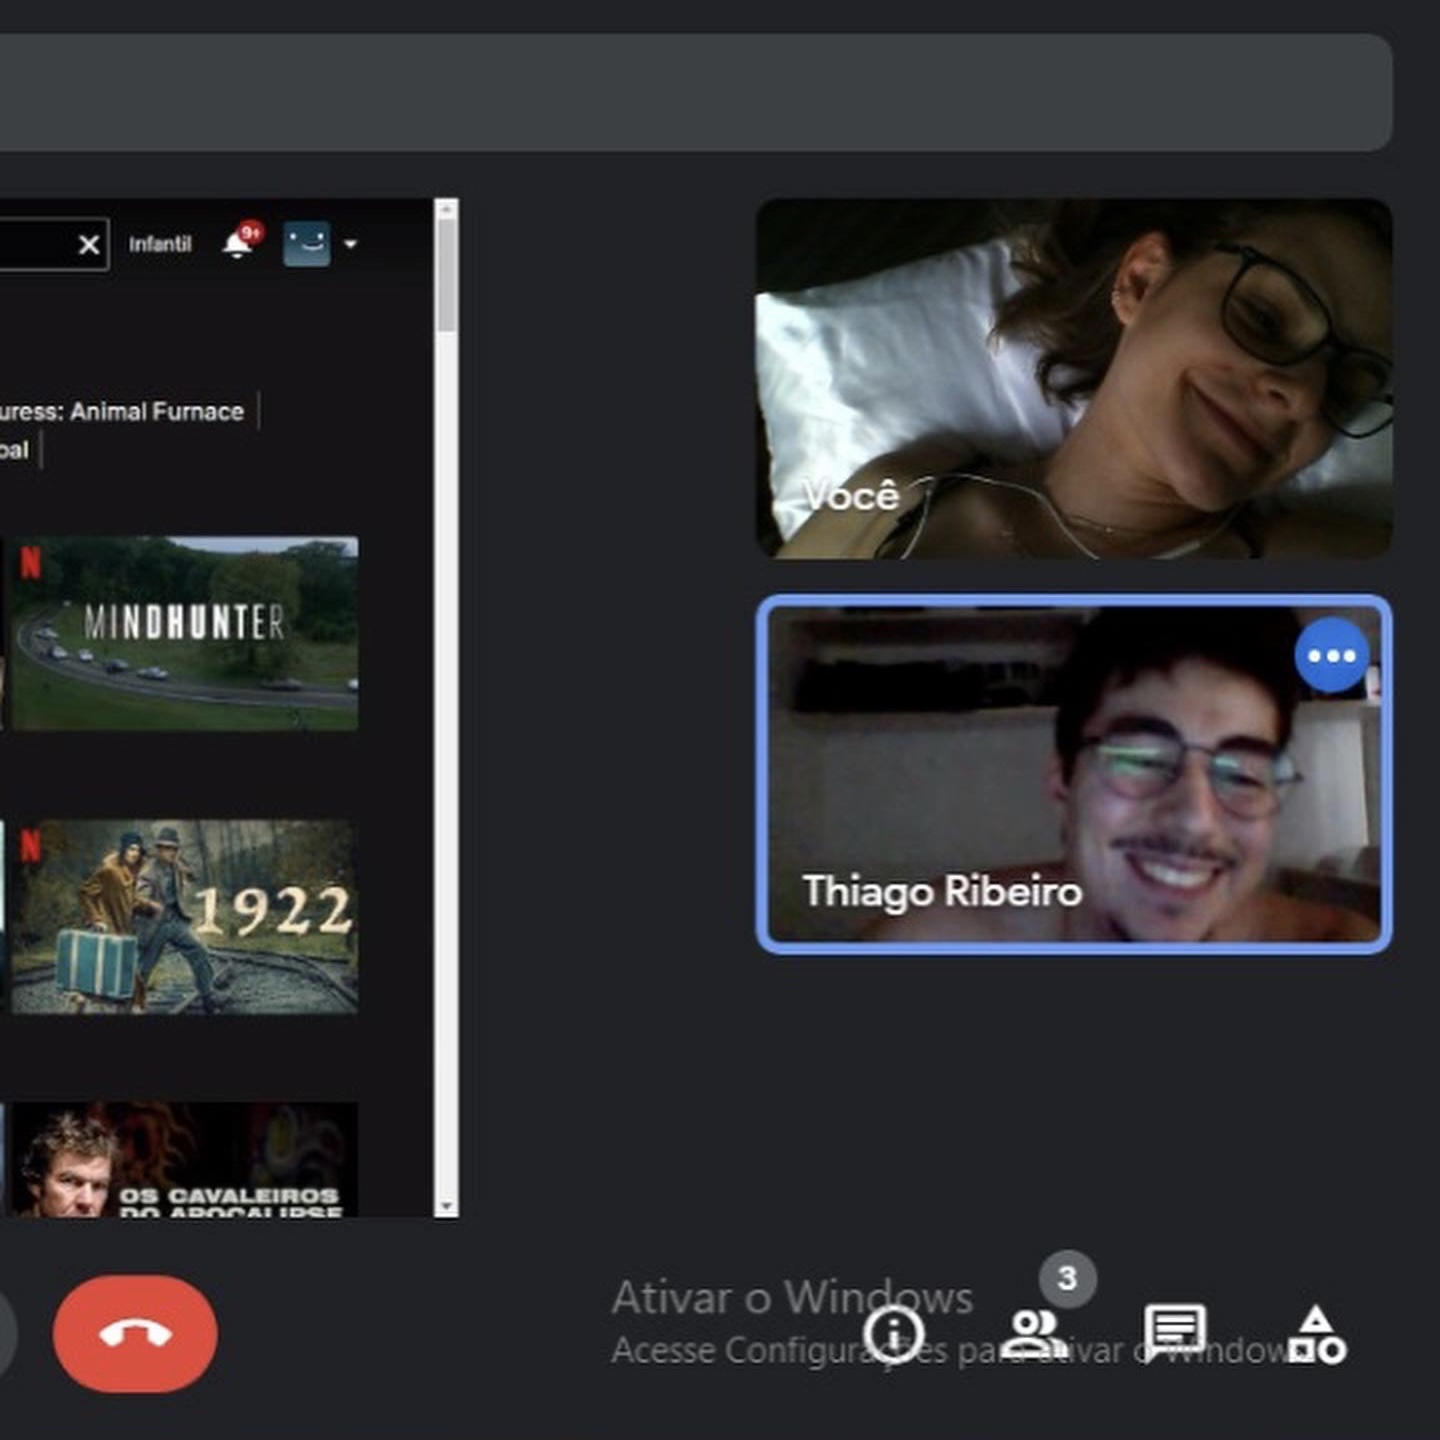 Infantil
9+
uress: Animal Furnace
oal
Você
N
MINDHUNTER
Thiago Ribeiro
N
1922
OS CAVALEIROS
DO APOCALIPSE
3
Ativar o Windows
Acesse Configurações para ativar o Windows